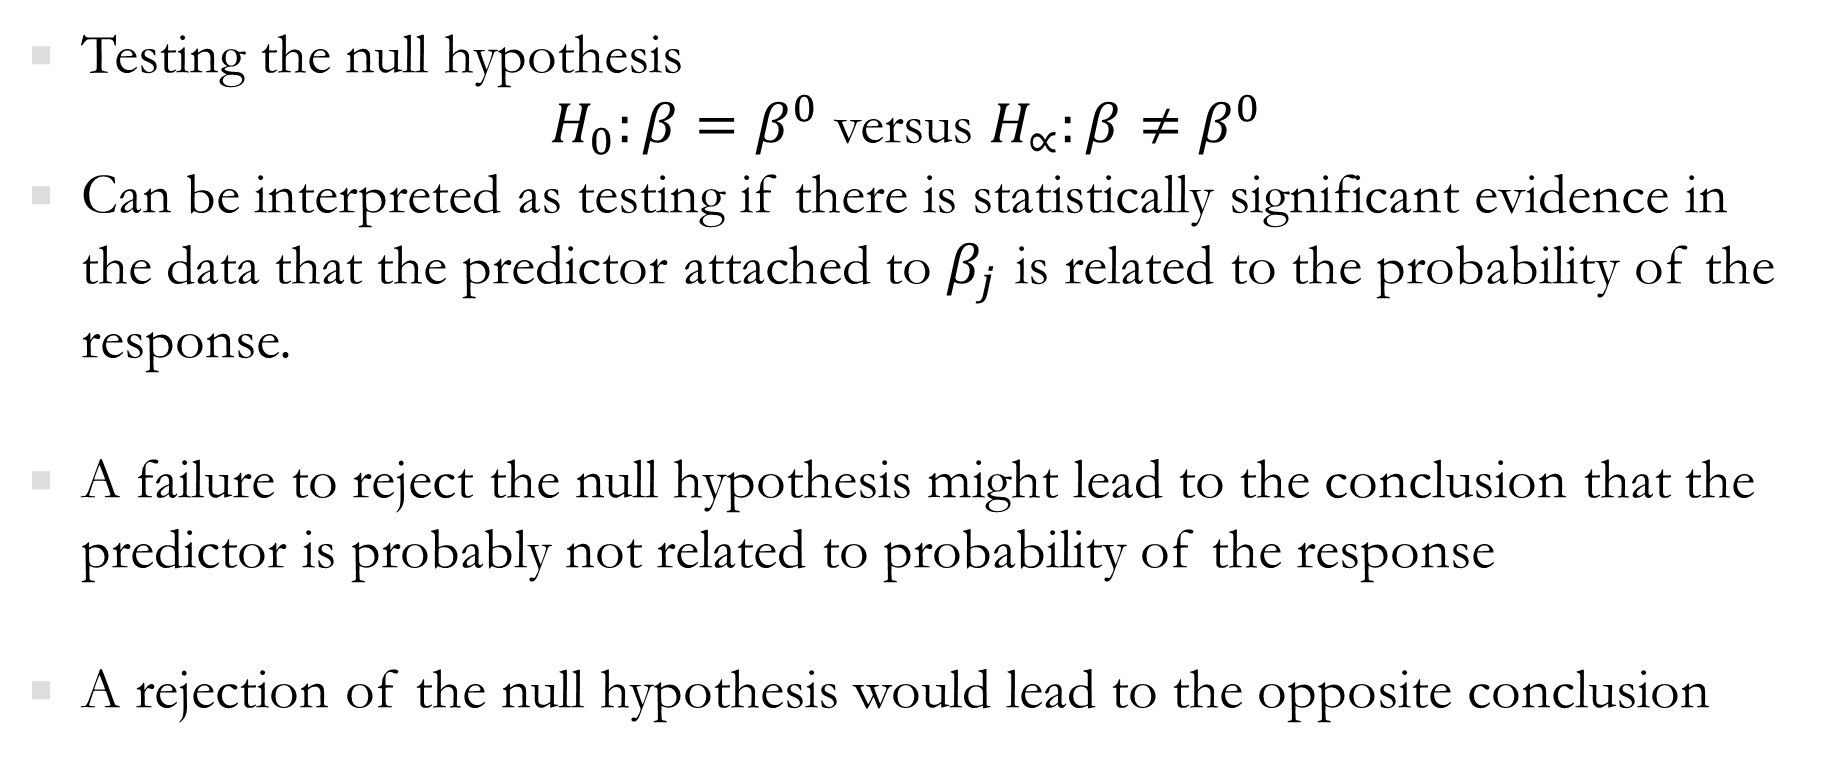 Testing the null hypothesis
H₀: β = β⁰ versus H∝: β ≠ β⁰
Can be interpreted as testing if there is statistically significant evidence in
the data that the predictor attached to βⱼ is related to the probability of the
response.
A failure to reject the null hypothesis might lead to the conclusion that the
predictor is probably not related to probability of the response
A rejection of the null hypothesis would lead to the opposite conclusion